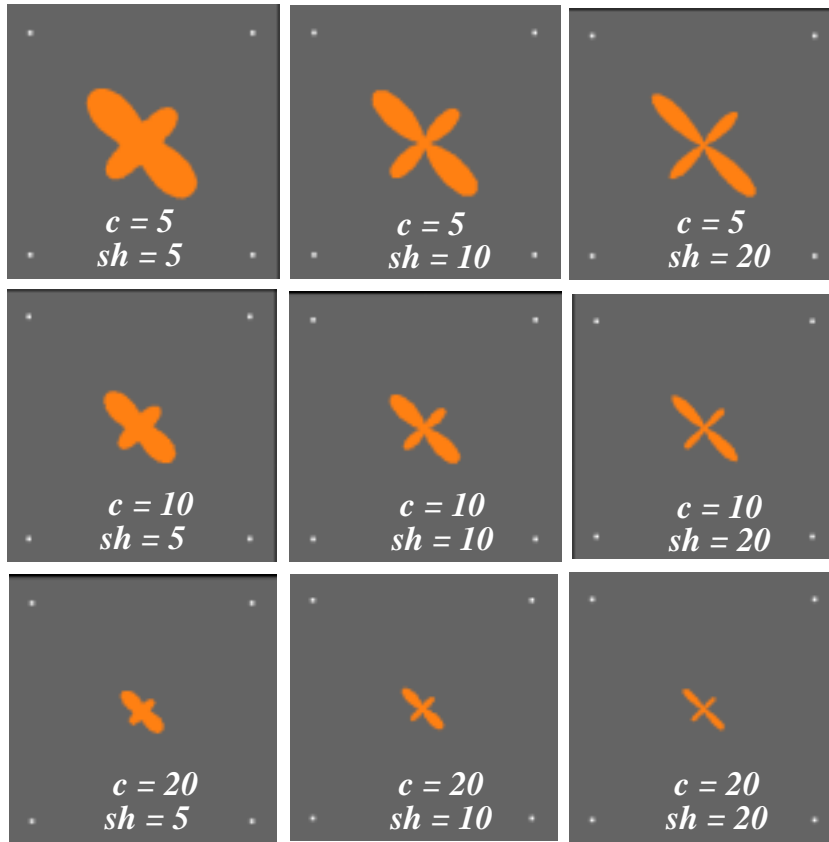 c = 5
sh = 5
c = 5
sh = 10
c = 5
sh = 20
c = 10
sh = 5
c = 10
sh = 10
c = 10
sh = 20
c = 20
sh = 5
c = 20
sh = 10
c = 20
sh = 20